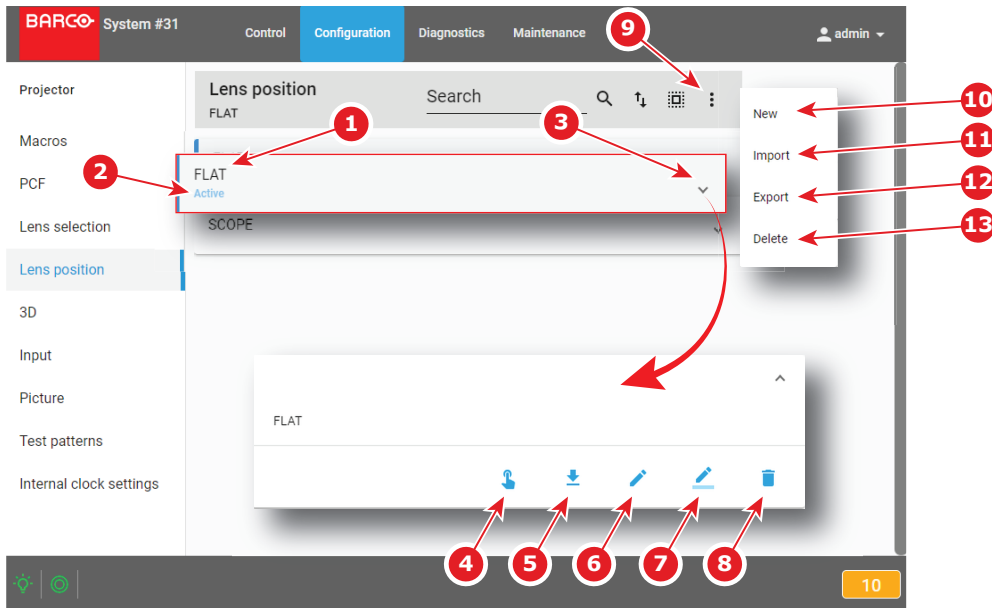 BARCO System #31
Control Configuration Diagnostics Maintenance admin
9
Projector
Macros
PCF
Lens selection
Lens position
3D
Input
Picture
Test patterns
Internal clock settings
Lens position
FLAT
Search
1
2
3
FLAT
Active
SCOPE
New
Import
Export
Delete
10
11
12
13
FLAT
4 5 6 7 8
10